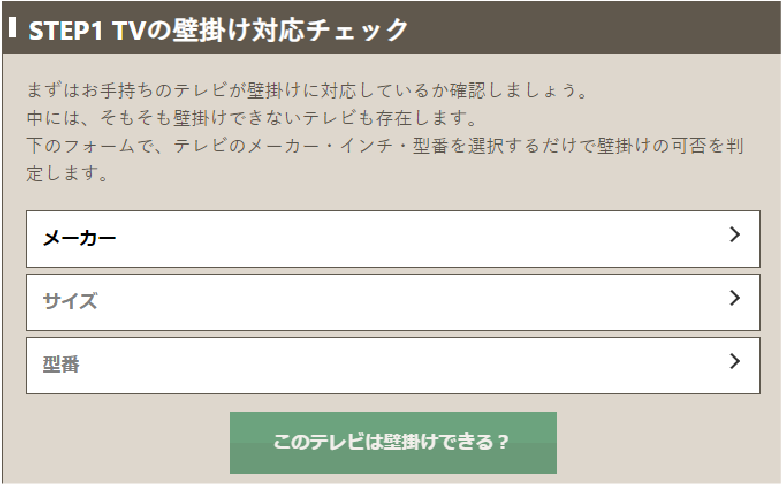 STEP1 TVの壁掛け対応チェック
まずはお手持ちのテレビが壁掛けに対応しているか確認しましょう。
中には、そもそも壁掛けできないテレビも存在します。
下のフォームで、テレビのメーカー・インチ・型番を選択するだけで壁掛けの可否を判
定します。
メーカー
サイズ
型番
このテレビは壁掛けできる？